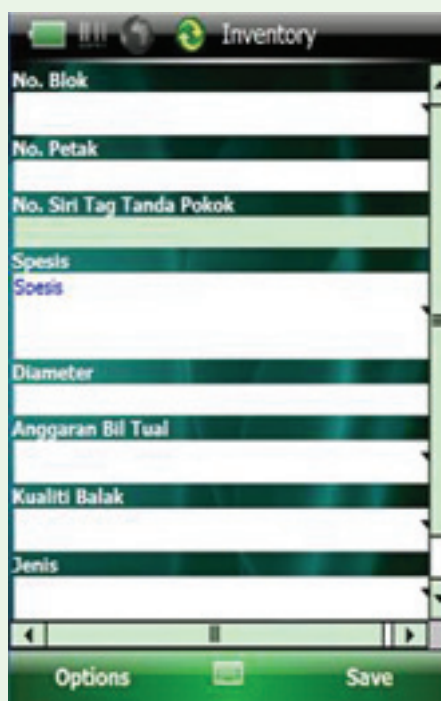 Inventory
No. Blok
No. Petak
No. Siri Tag Tanda Pokok
Spesis
Spesis
Diameter
Anggaran Bil Tual
Kualiti Balak
Jenis
Options Save